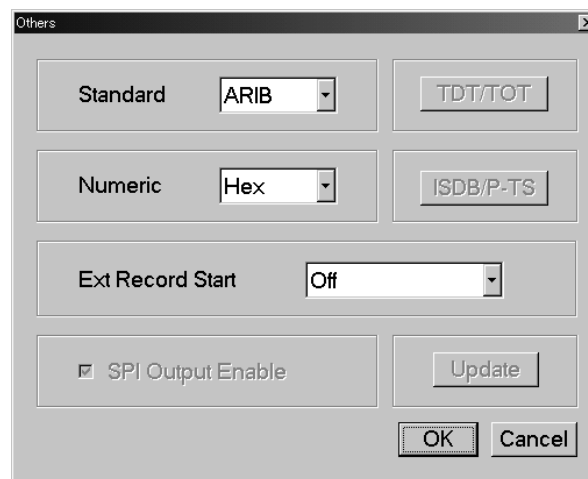 Others
Standard ARIB TDT/TOT
Numeric Hex ISDB/P-TS
Ext Record Start Off
SPI Output Enable Update
OK Cancel